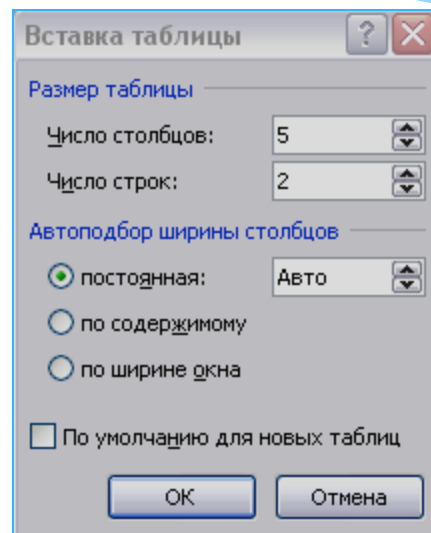 Вставка таблицы
Размер таблицы
Число столбцов: 5
Число строк: 2
Автоподбор ширины столбцов
постоянная: Авто
по содержимому
по ширине окна
По умолчанию для новых таблиц
ОК Отмена